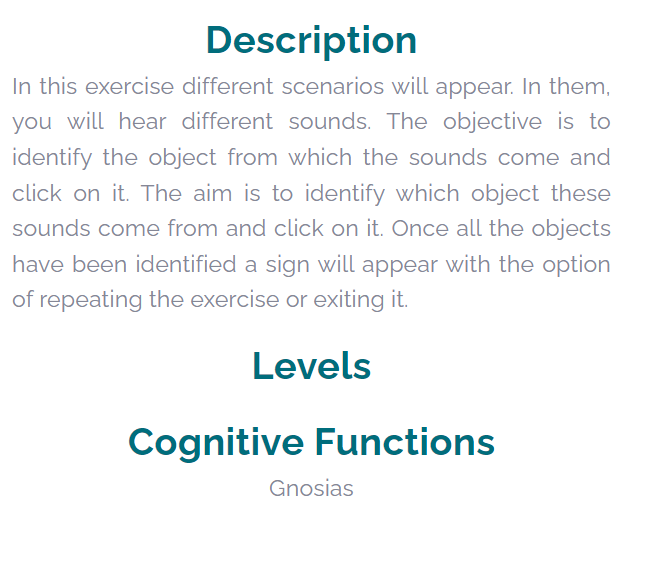 Description
In this exercise different scenarios will appear. In them,
you will hear different sounds. The objective is to
identify the object from which the sounds come and
click on it. The aim is to identify which object these
sounds come from and click on it. Once all the objects
have been identified a sign will appear with the option
of repeating the exercise or exiting it.
Levels
Cognitive Functions
Gnosias